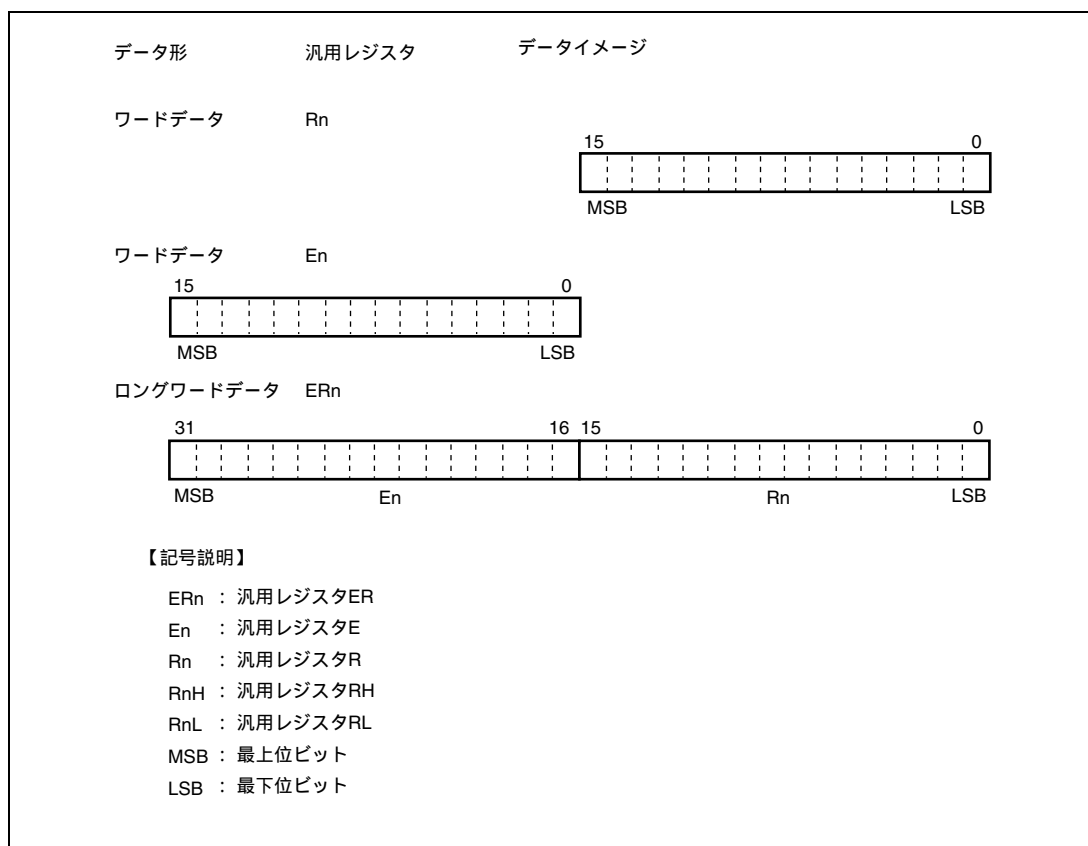 データ形 汎用レジスタ データイメージ
ワードデータ Rn
15 0
MSB LSB
ワードデータ En
15 0
MSB LSB
ロングワードデータ ERn
31 16 15 0
MSB En Rn LSB
【記号説明】
ERn : 汎用レジスタER
En : 汎用レジスタE
Rn : 汎用レジスタR
RnH : 汎用レジスタRH
RnL : 汎用レジスタRL
MSB : 最上位ビット
LSB : 最下位ビット